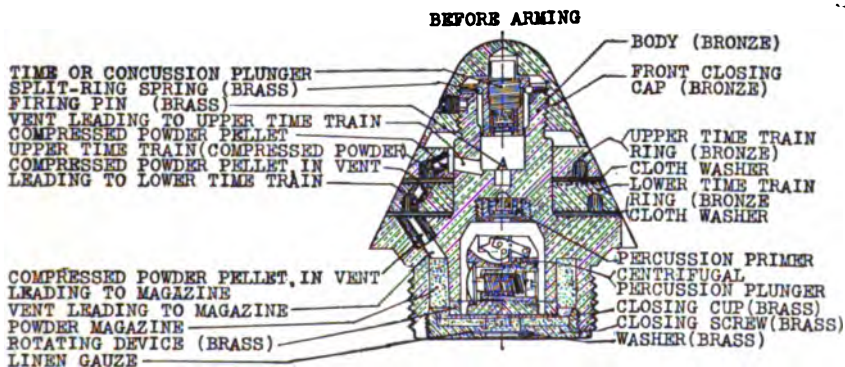 BEFORE ARMING
TIME OR CONCUSSION PLUNGER
SPLIT-RING SPRING (BRASS)
FIRING PIN (BRASS)
VENT LEADING TO UPPER TIME TRAIN
COMPRESSED POWDER PELLET
UPPER TIME TRAIN(COMPRESSED POWDER)
COMPRESSED POWDER PELLET IN VENT
LEADING TO LOWER TIME TRAIN
COMPRESSED POWDER PELLET, IN VENT
LEADING TO MAGAZINE
VENT LEADING TO MAGAZINE
POWDER MAGAZINE
ROTATING DEVICE (BRASS)
LINEN GAUZE
BODY (BRONZE)
FRONT CLOSING
CAP (BRONZE)
UPPER TIME TRAIN
RING (BRONZE)
CLOTH WASHER
LOWER TIME TRAIN
RING (BRONZE
CLOTH WASHER
PERCUSSION PRIMER
CENTRIFUGAL
PERCUSSION PLUNGER
CLOSING CUP(BRASS)
CLOSING SCREW(BRASS)
WASHER(BRASS)